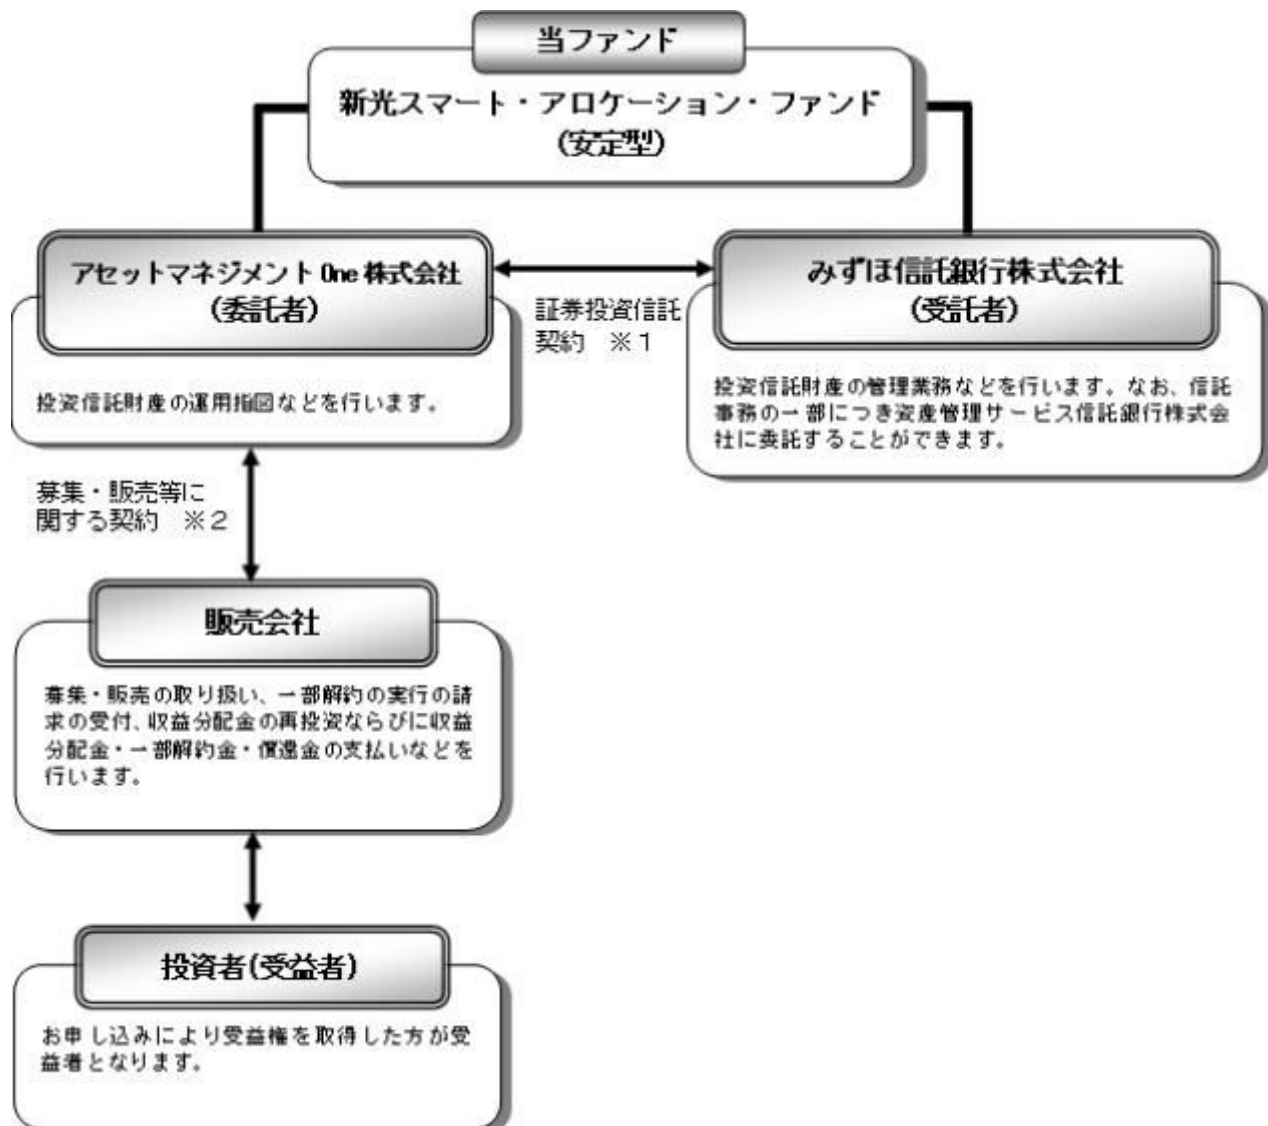 当ファンド
新光スマート・アロケーション・ファンド
(安定型)
アセットマネジメント One 株式会社
(委託者)
投資信託財産の運用指図などを行います。
証券投資信託
契約　※１
みずほ信託銀行株式会社
(受託者)
投資信託財産の管理業務などを行います。なお、信託
事務の一部につき資産管理サービス信託銀行株式会
社に委託することができます。
募集・販売等に
関する契約　※２
販売会社
募集・販売の取り扱い、一部解約の実行の請
求の受付、収益分配金の再投資ならびに収益
分配金・一部解約金・償還金の支払いなどを
行います。
投資者(受益者)
お申し込みにより受益権を取得した方が受
益者となります。